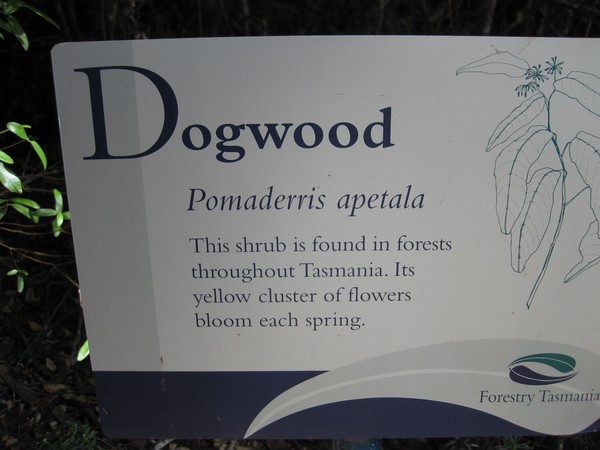 Dogwood
Pomaderris apetala
This shrub is found in forests
throughout Tasmania. Its
yellow cluster of flowers
bloom each spring.
Forestry Tasmania